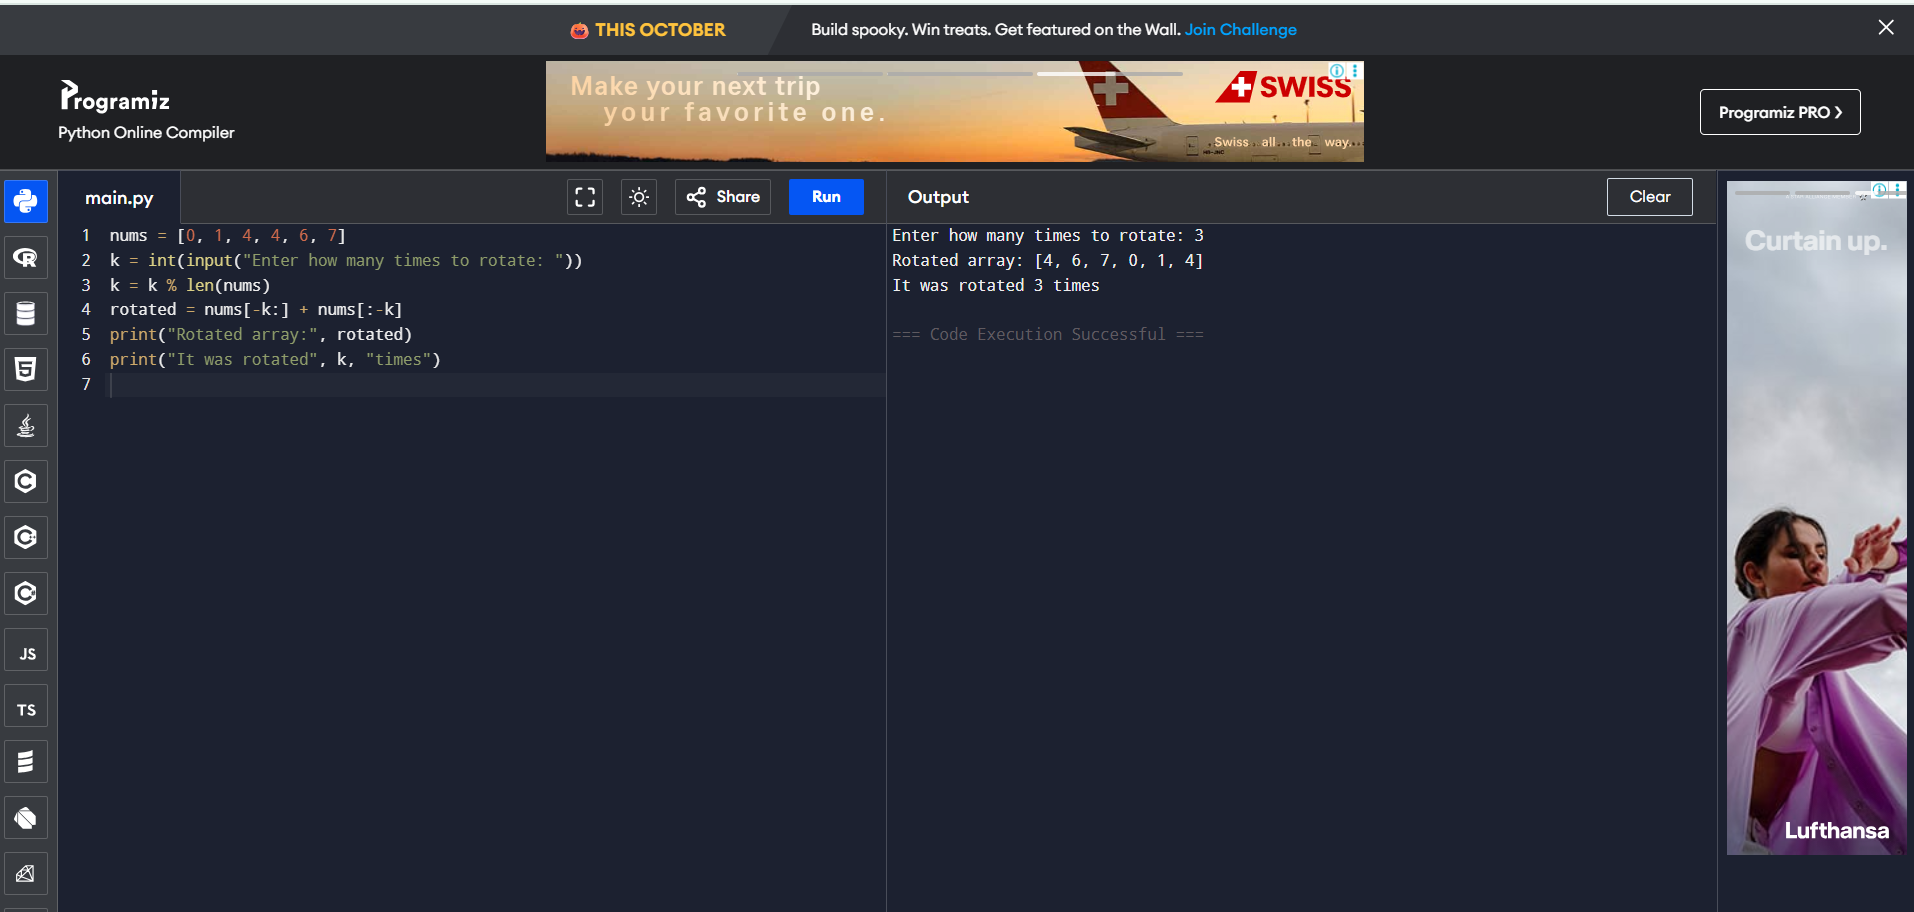 THIS OCTOBER
Build spooky. Win treats. Get featured on the Wall. Join Challenge
Programiz
Python Online Compiler
Make your next trip
your favorite one.
SWISS
Swiss all the way.
HB-JNC
Programiz PRO ❯
main.py
Share
Run
Output
Clear
1 nums = [0, 1, 4, 4, 6, 7]
2 k = int(input("Enter how many times to rotate: "))
3 k = k % len(nums)
4 rotated = nums[-k:] + nums[:-k]
5 print("Rotated array:", rotated)
6 print("It was rotated", k, "times")
7
Enter how many times to rotate: 3
Rotated array: [4, 6, 7, 0, 1, 4]
It was rotated 3 times
=== Code Execution Successful ===
R
5
C
C
C
JS
TS
Curtain up.
Lufthansa